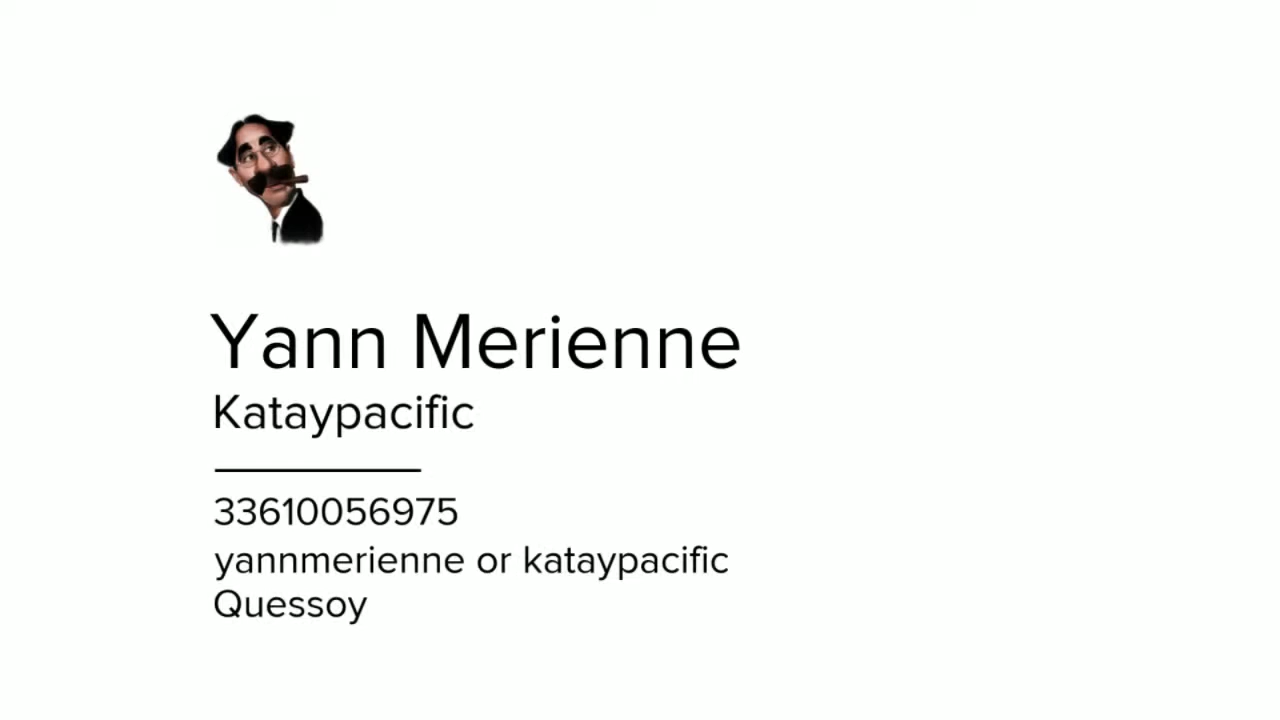 Yann Merienne
Kataypacific
33610056975
yannmerienne or kataypacific
Quessoy